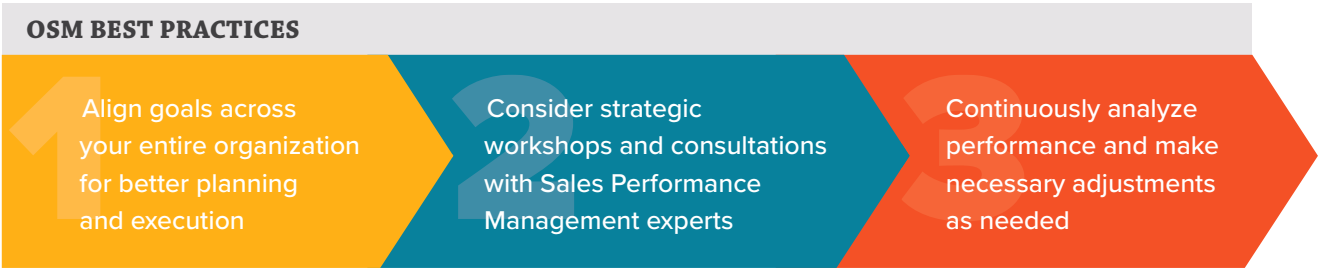 OSM BEST PRACTICES
1
Align goals across
your entire organization
for better planning
and execution
2
Consider strategic
workshops and consultations
with Sales Performance
Management experts
3
Continuously analyze
performance and make
necessary adjustments
as needed